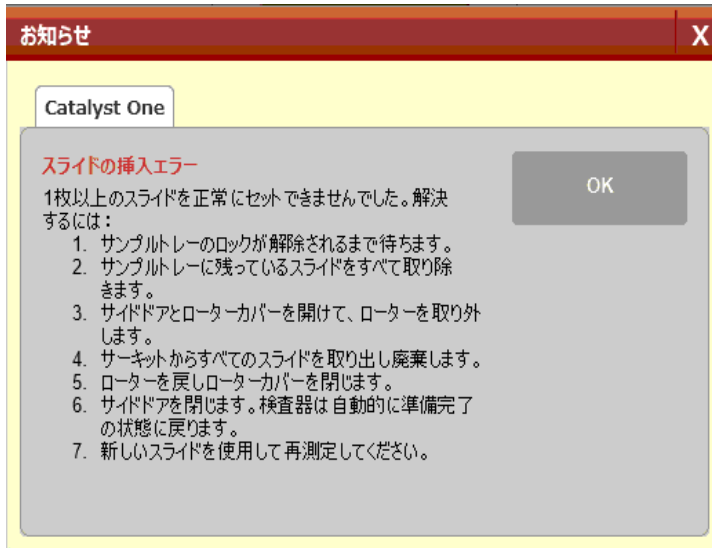 お知らせ
X
Catalyst One
スライドの挿入エラー
OK
1枚以上のスライドを正常にセットできませんでした。解決
するには：
1. サンプルトレーのロックが解除されるまで待ちます。
2. サンプルトレーに残っているスライドをすべて取り除
きます。
3. サイドドアとローターカバーを開けて、ローターを取り外
します。
4. サーキットからすべてのスライドを取り出し廃棄します。
5. ローターを戻しローターカバーを閉じます。
6. サイドドアを閉じます。検査器は自動的に準備完了
の状態に戻ります。
7. 新しいスライドを使用して再測定してください。